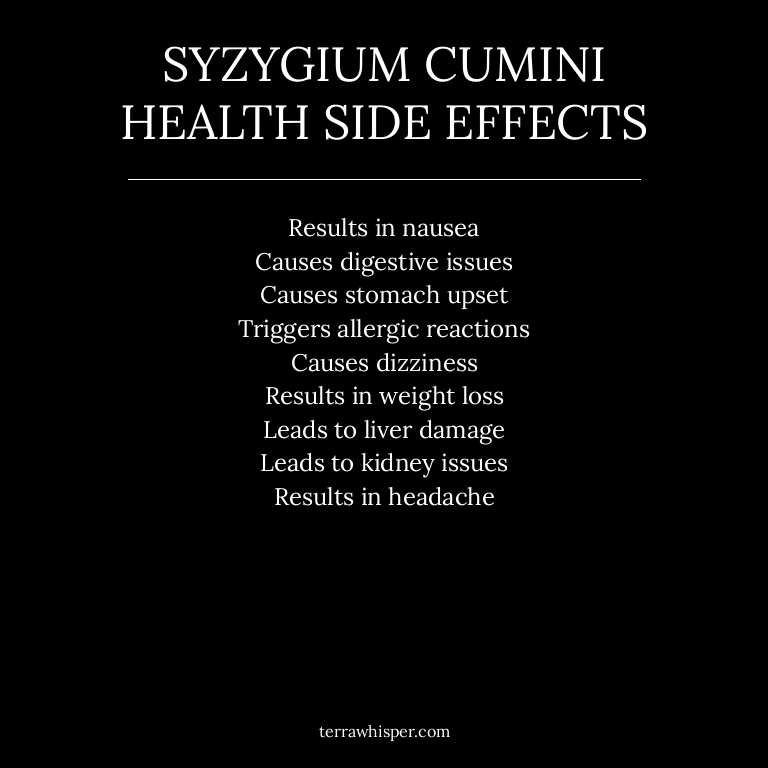 SYZYGIUM CUMINI
HEALTH SIDE EFFECTS
Results in nausea
Causes digestive issues
Causes stomach upset
Triggers allergic reactions
Causes dizziness
Results in weight loss
Leads to liver damage
Leads to kidney issues
Results in headache
terrawhisper.com